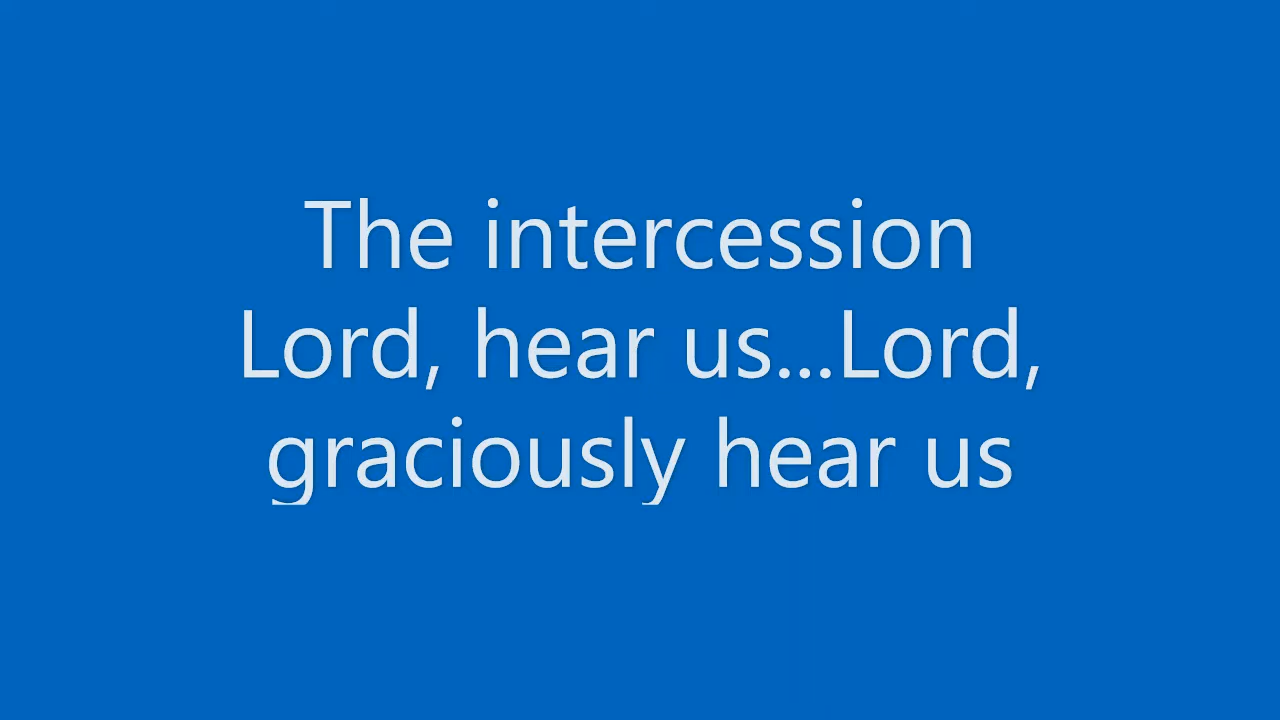 The intercession
Lord, hear us...Lord,
graciously hear us